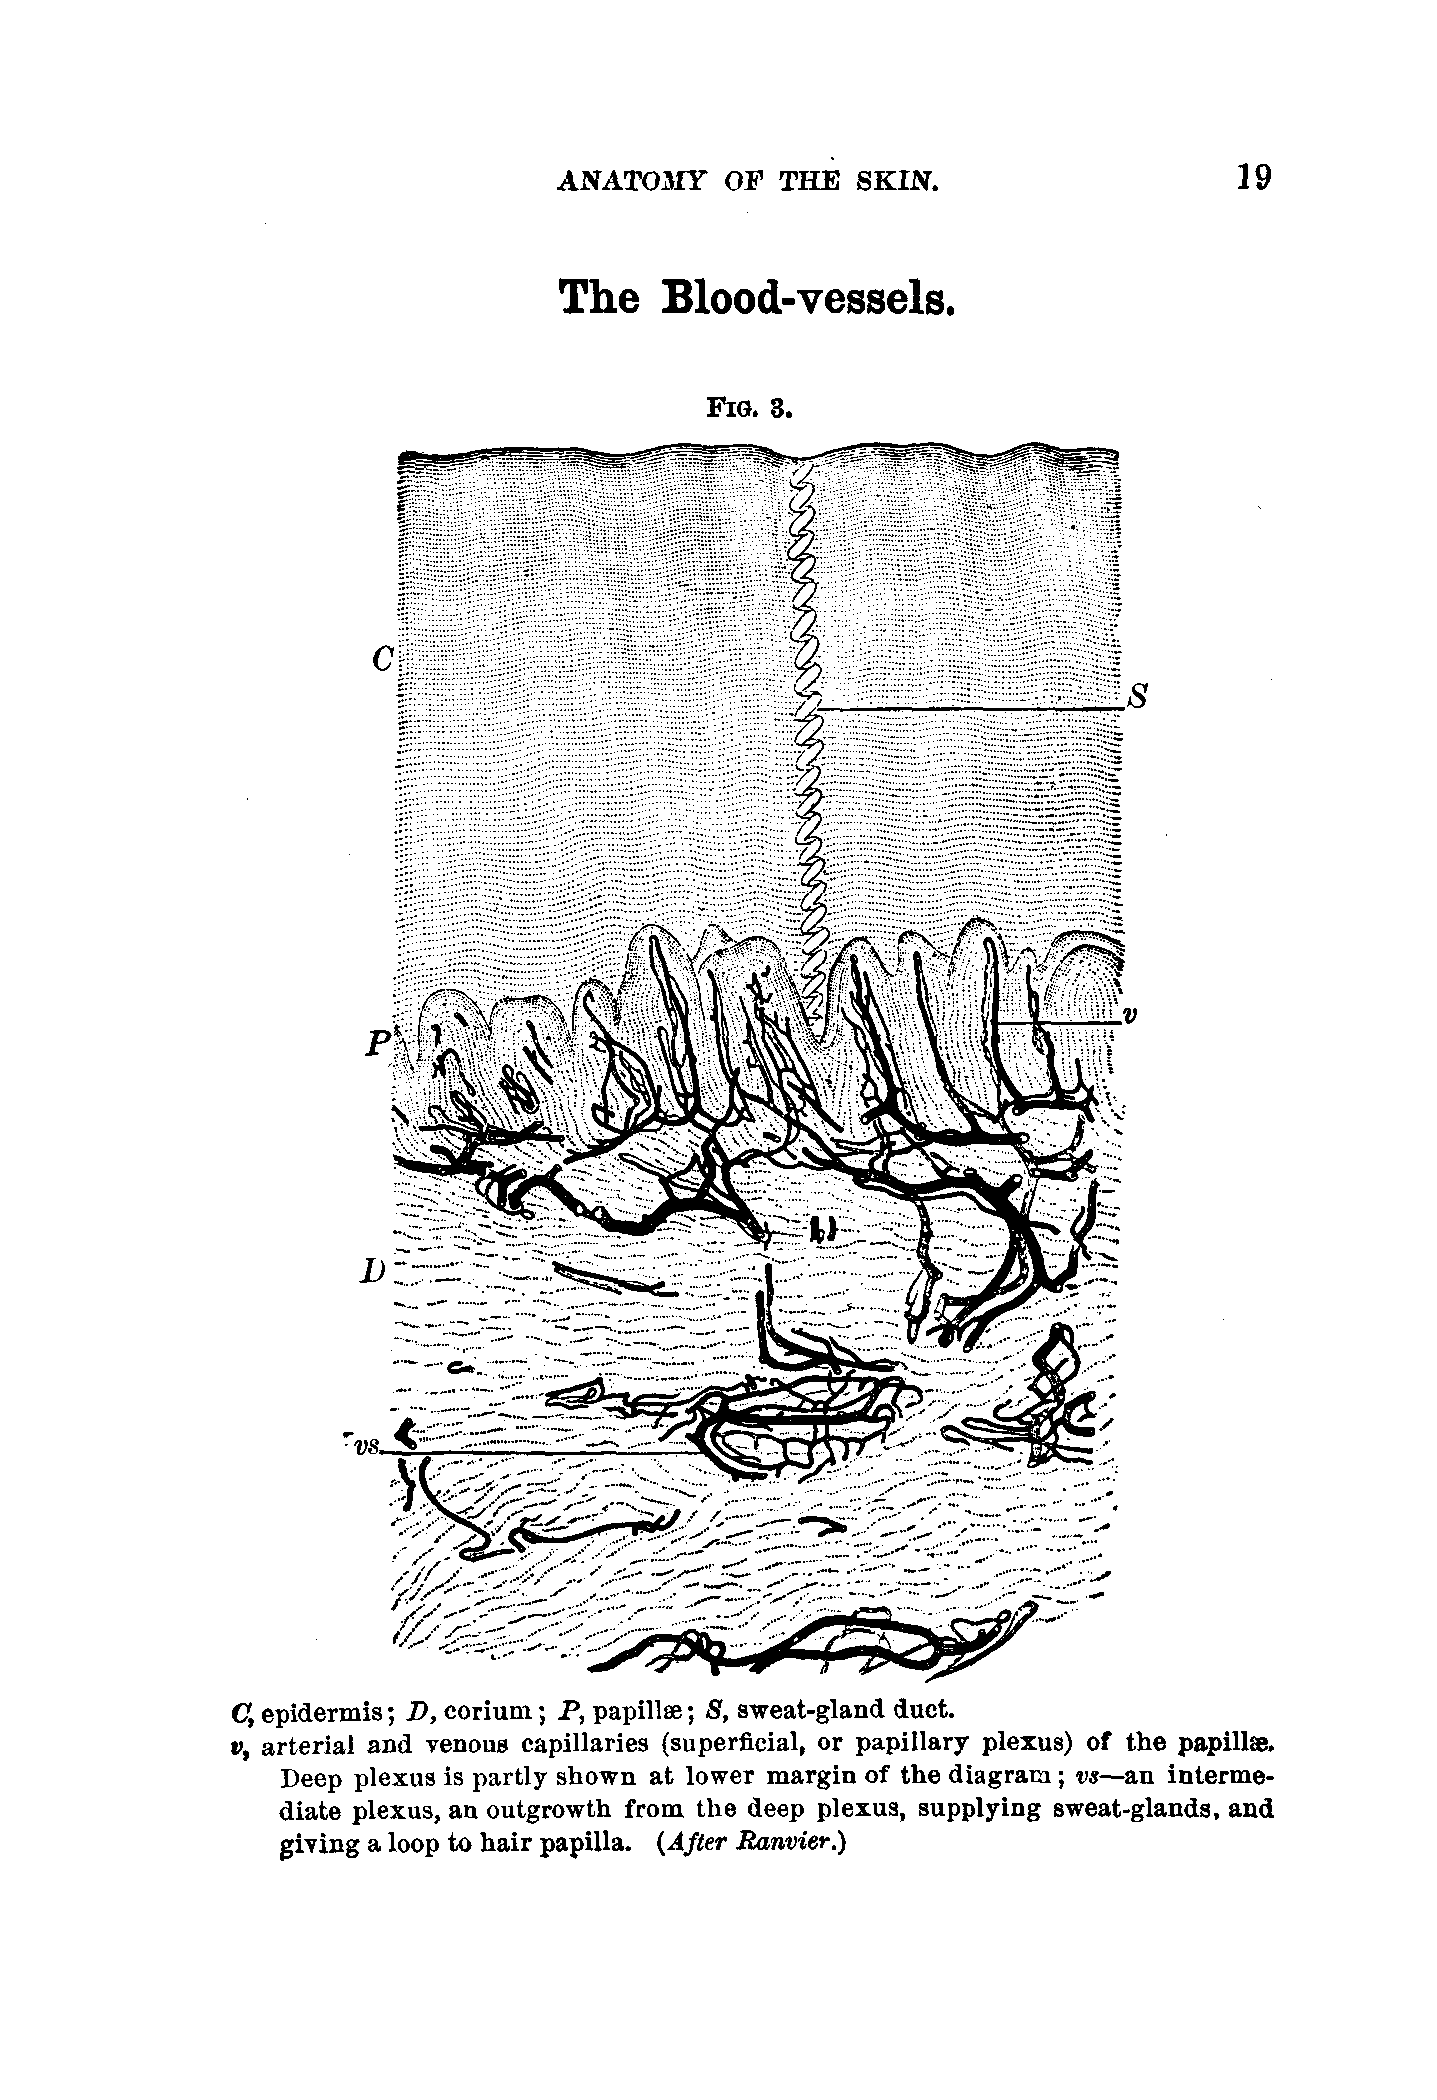 ANATOMY OF THE SKIN. 19
The Blood-vessels.
FIG. 3.
C
S
P
v
D
vs
C, epidermis; D, corium; P, papillæ; S, sweat-gland duct.
v, arterial and venous capillaries (superficial, or papillary plexus) of the papillæ.
Deep plexus is partly shown at lower margin of the diagram; vs—an interme-
diate plexus, an outgrowth from the deep plexus, supplying sweat-glands, and
giving a loop to hair papilla. (After Ranvier.)